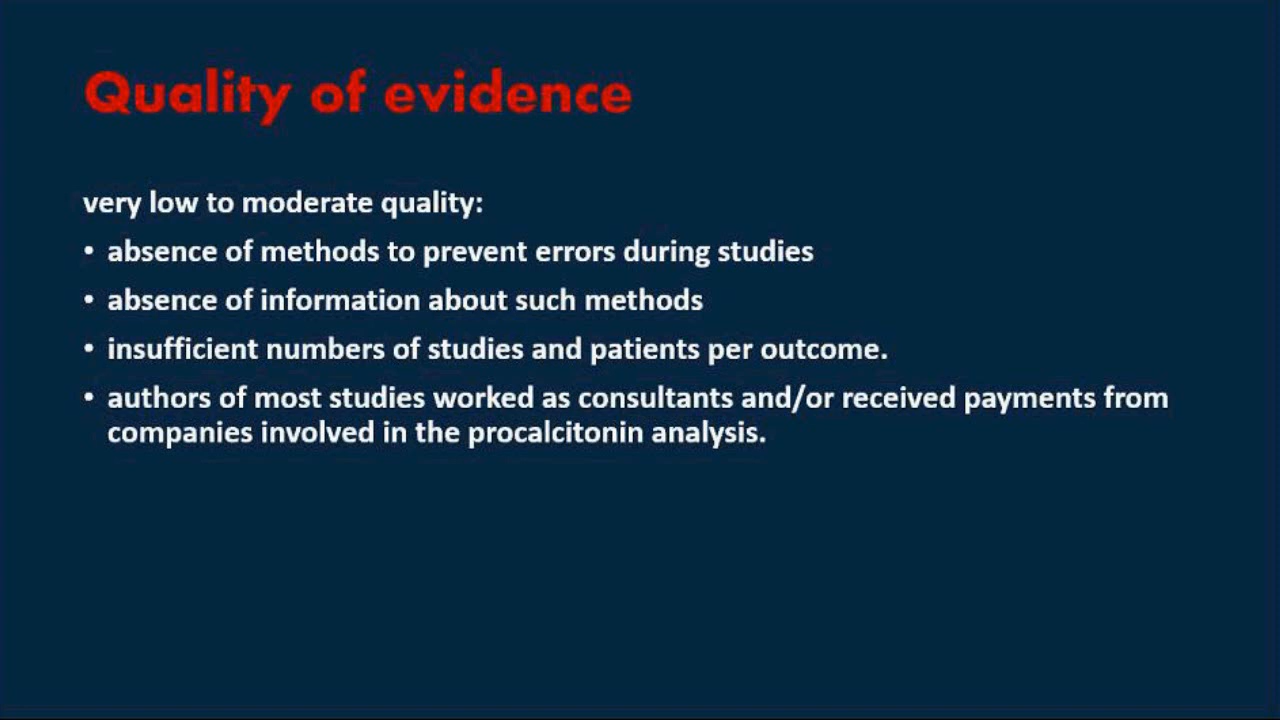 Quality of evidence
very low to moderate quality:
• absence of methods to prevent errors during studies
• absence of information about such methods
• insufficient numbers of studies and patients per outcome.
• authors of most studies worked as consultants and/or received payments from
companies involved in the procalcitonin analysis.